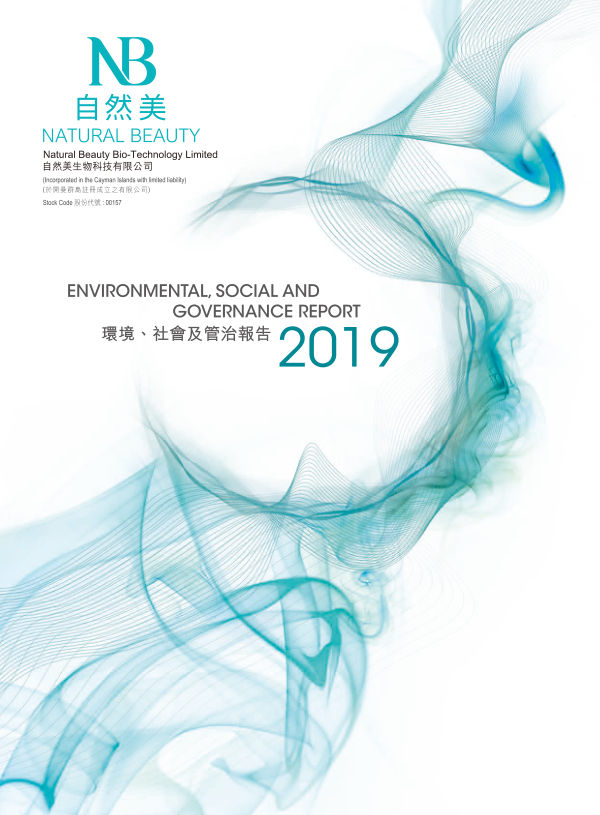 NB
自然美
NATURAL BEAUTY
Natural Beauty Bio-Technology Limited
自然美生物科技有限公司
(Incorporated in the Cayman Islands with limited liability)
(於開曼群島註冊成立之有限公司)
Stock Code 股份代號 : 00157
ENVIRONMENTAL, SOCIAL AND
GOVERNANCE REPORT
環境、社會及管治報告
2019